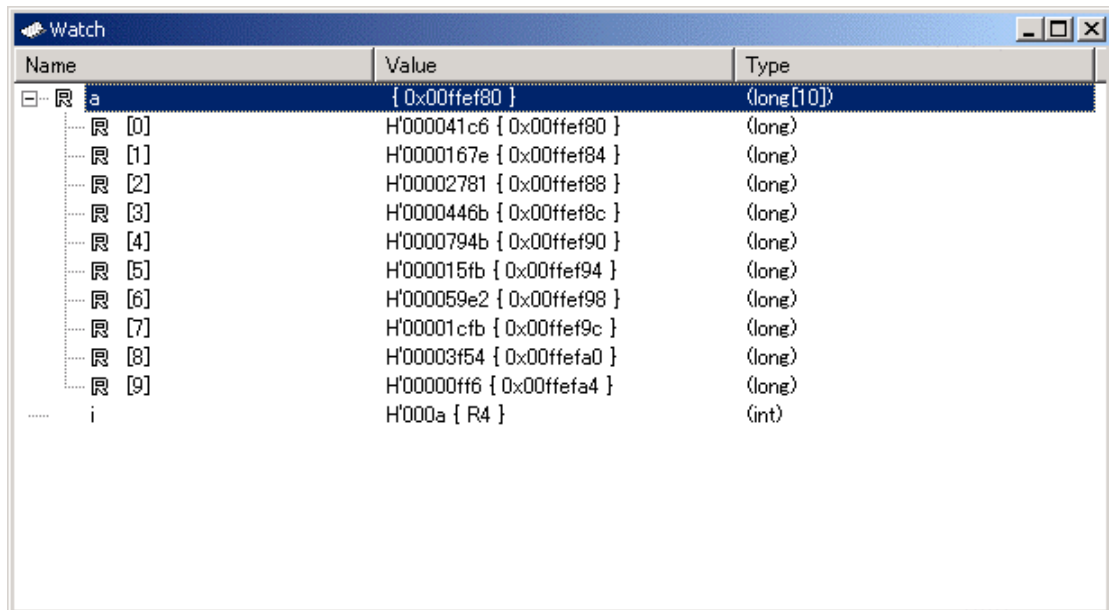 Watch
Name Value Type
R a { 0x00ffef80 } (long[10])
R [0] H'000041c6 { 0x00ffef80 } (long)
R [1] H'0000167e { 0x00ffef84 } (long)
R [2] H'00002781 { 0x00ffef88 } (long)
R [3] H'0000446b { 0x00ffef8c } (long)
R [4] H'0000794b { 0x00ffef90 } (long)
R [5] H'000015fb { 0x00ffef94 } (long)
R [6] H'000059e2 { 0x00ffef98 } (long)
R [7] H'00001cfb { 0x00ffef9c } (long)
R [8] H'00003f54 { 0x00ffefa0 } (long)
R [9] H'00000ff6 { 0x00ffefa4 } (long)
i H'000a { R4 } (int)